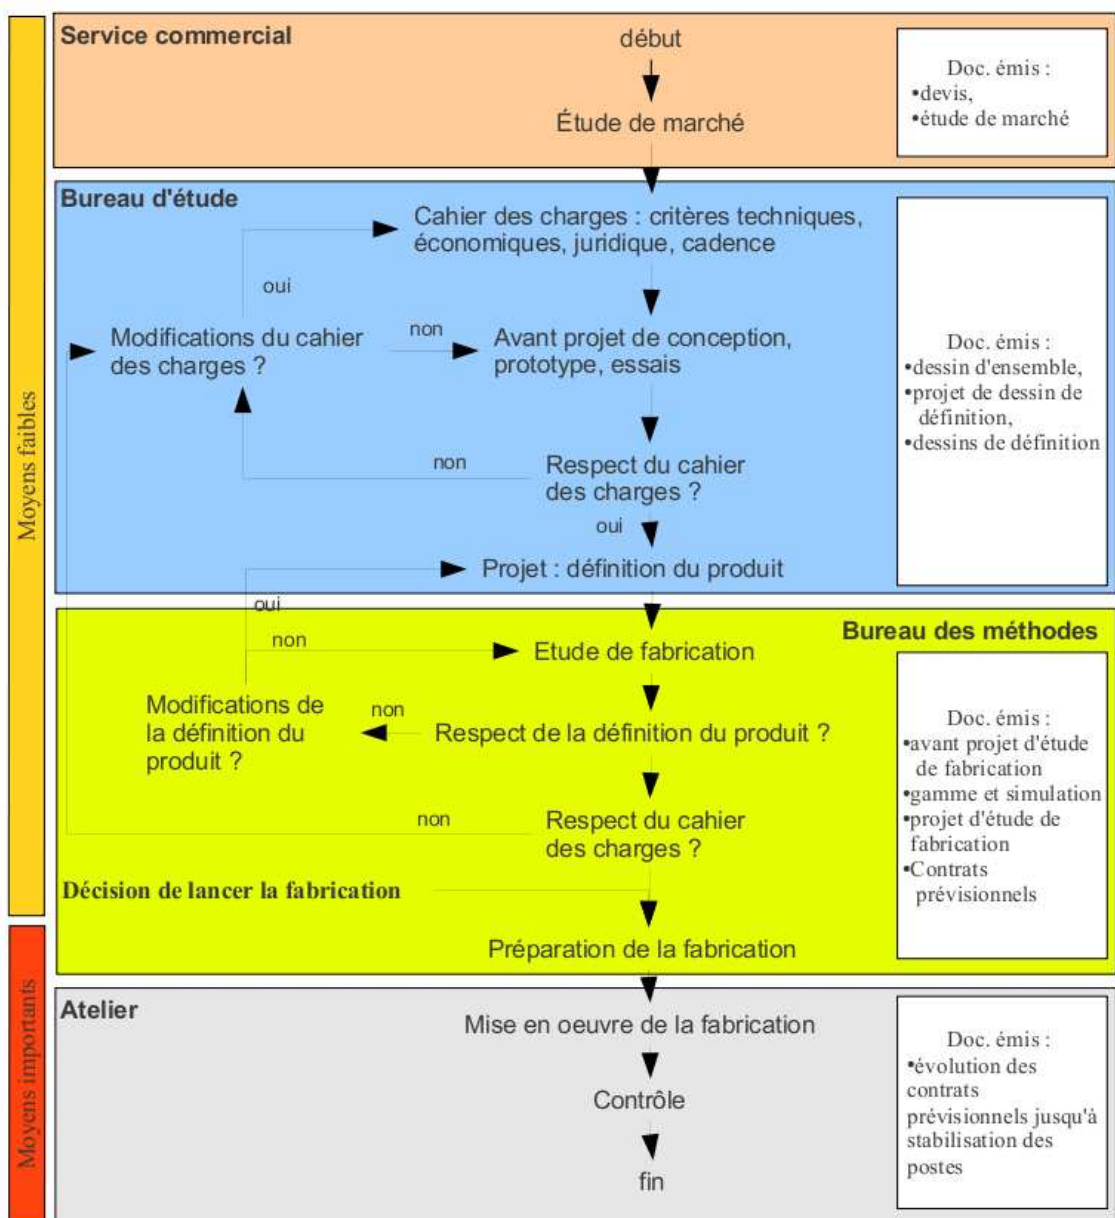 Service commercial
début
Étude de marché
Doc. émis :
•devis,
•étude de marché
Moyens faibles
Bureau d'étude
Cahier des charges : critères techniques,
économiques, juridique, cadence
oui
Modifications du cahier
des charges ?
non
Avant projet de conception,
prototype, essais
non
Respect du cahier
des charges ?
oui
Projet : définition du produit
Doc. émis :
•dessin d'ensemble,
•projet de dessin de
définition,
•dessins de définition
oui
Bureau des méthodes
non
Etude de fabrication
Modifications de
la définition du
produit ?
non
Respect de la définition du produit ?
non
Respect du cahier
des charges ?
Décision de lancer la fabrication
Préparation de la fabrication
Doc. émis :
•avant projet d'étude
de fabrication
•gamme et simulation
•projet d'étude de
fabrication
•Contrats
prévisionnels
Moyens importants
Atelier
Mise en oeuvre de la fabrication
Contrôle
fin
Doc. émis :
•évolution des
contrats
prévisionnels jusqu'à
stabilisation des
postes